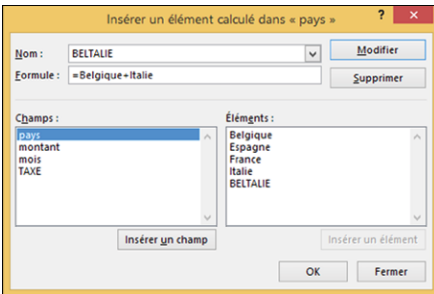 Insérer un élément calculé dans « pays » ? ×
Nom : BELTALIE Modifier
Formule : =Belgique+Italie Supprimer
Champs : Éléments :
pays Belgique
montant Espagne
mois France
TAXE Italie
BELTALIE
Insérer un champ Insérer un élément
OK Fermer